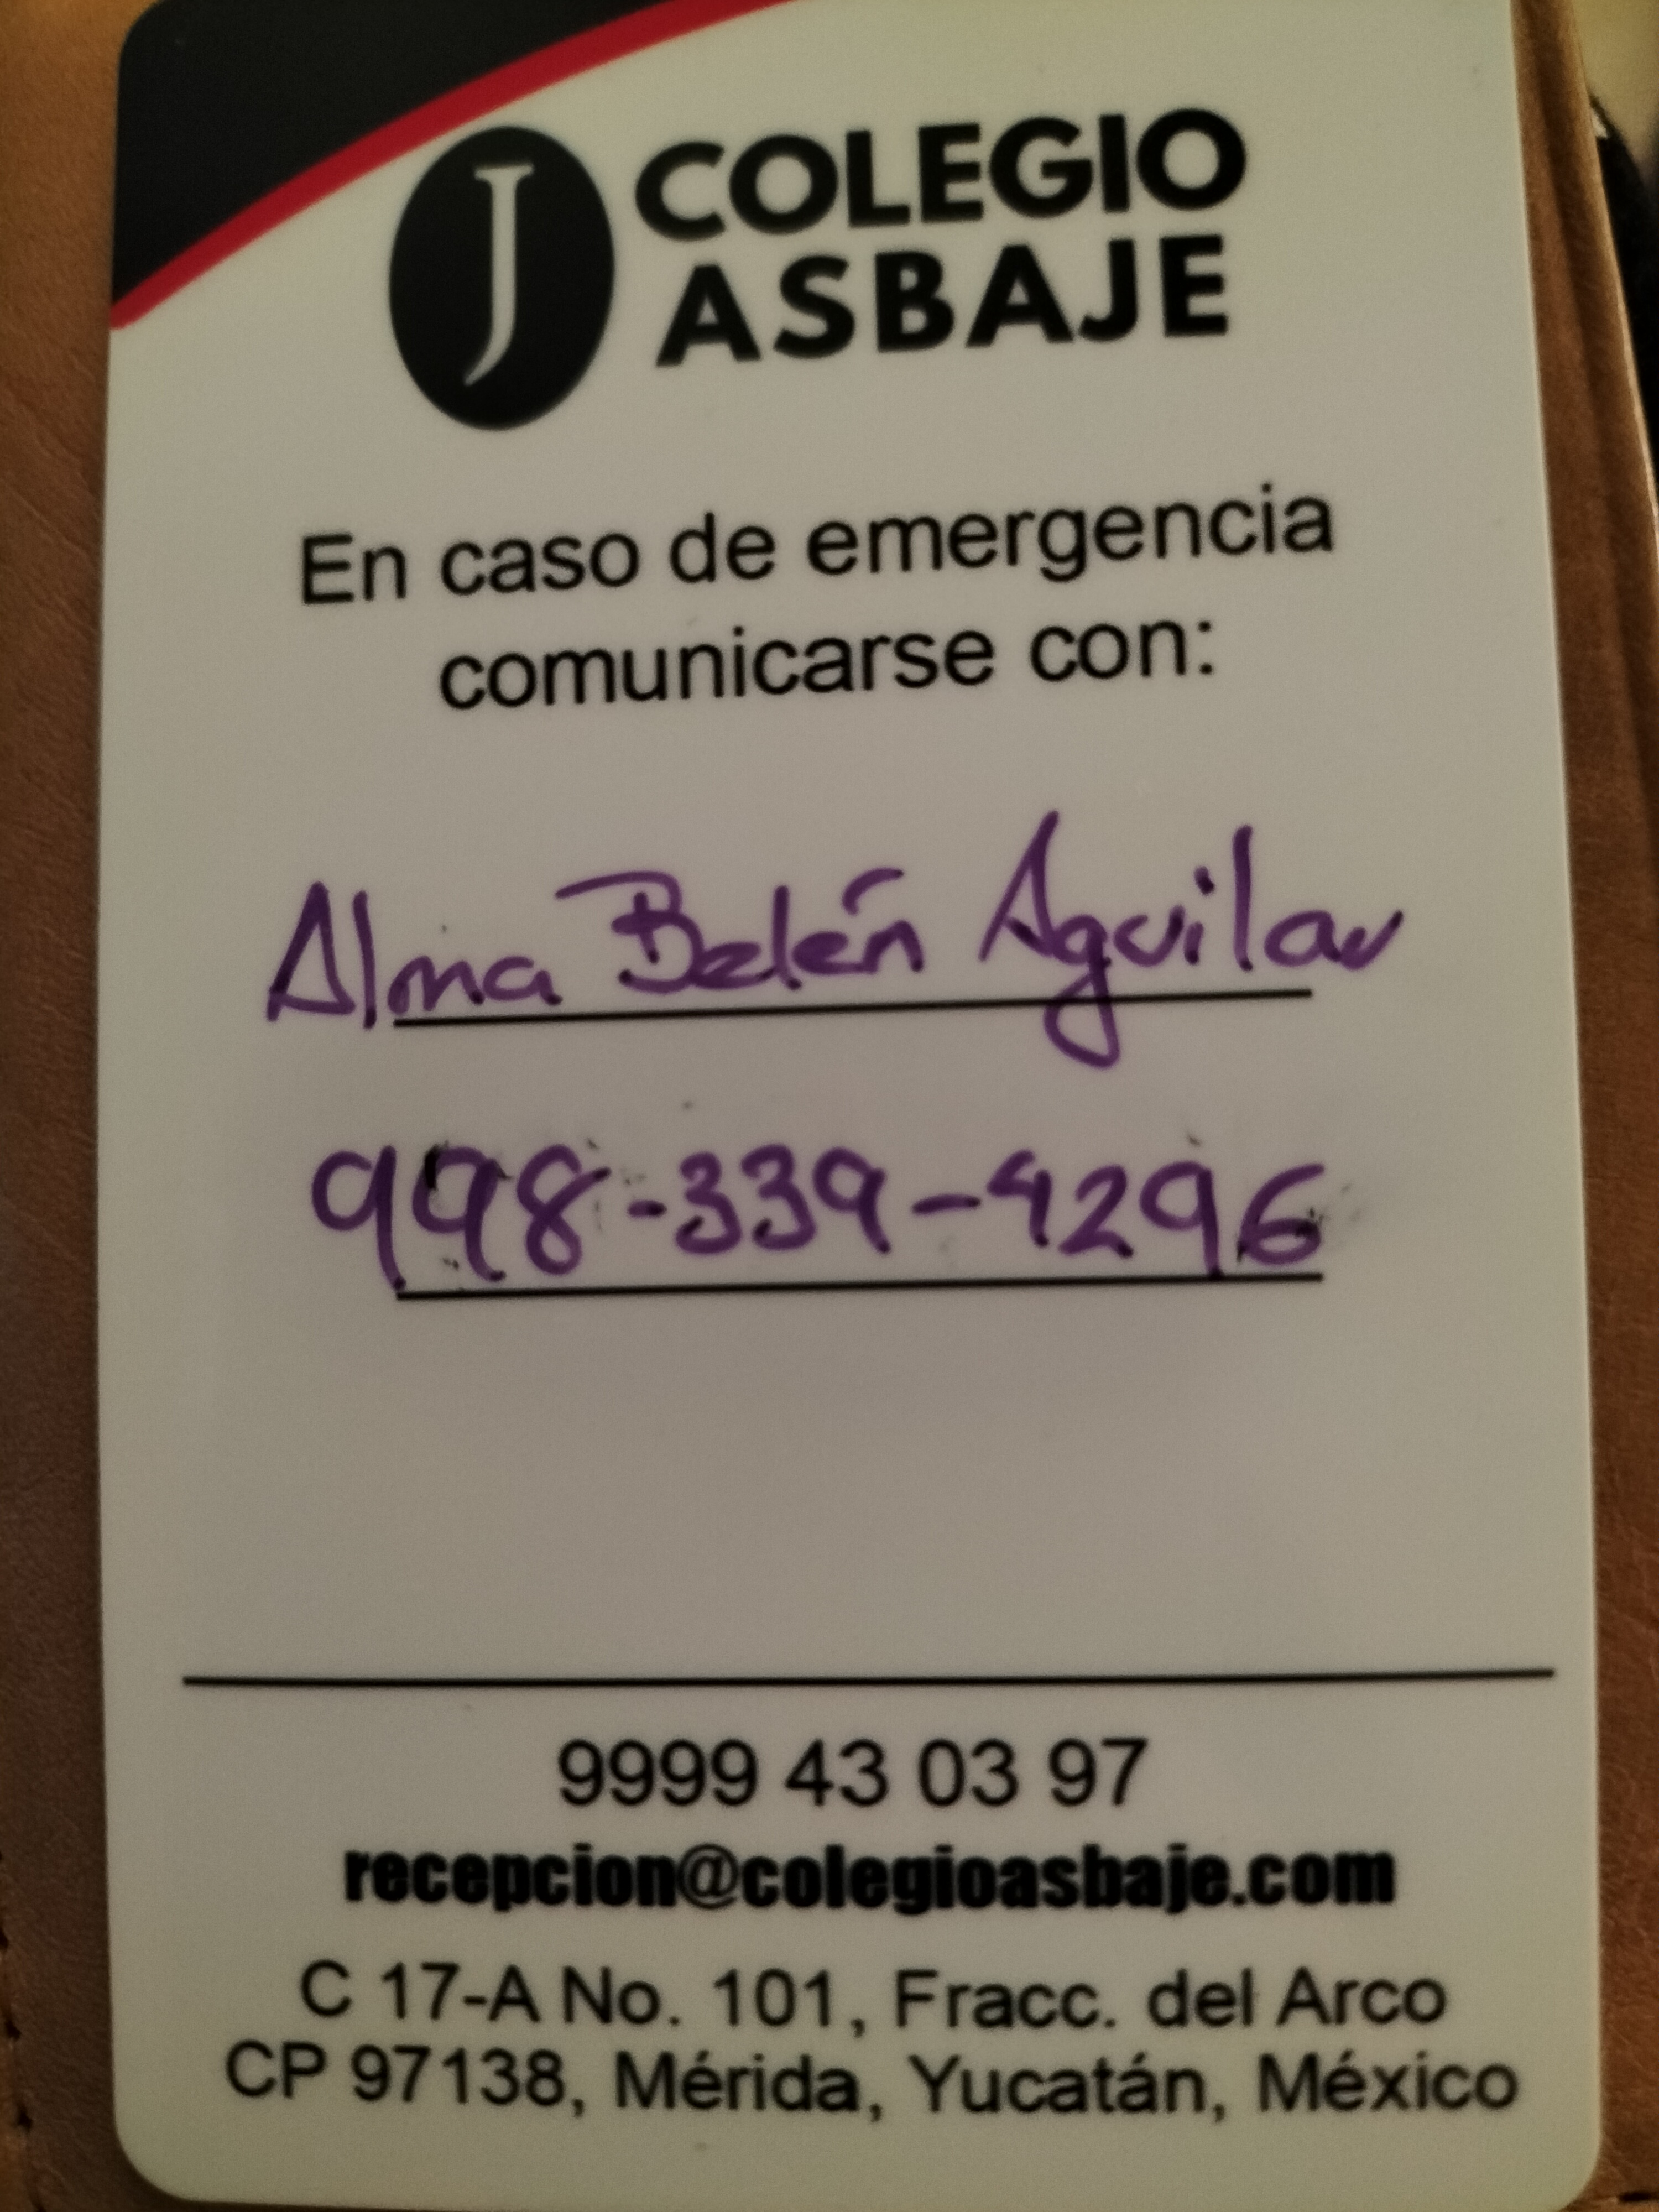 J
COLEGIO
ASBAJE
En caso de emergencia
comunicarse con:
Alma Belén Aguilar
998-339-4296
9999 43 03 97
recepcion@colegioasbaje.com
C 17-A No. 101, Fracc. del Arco
CP 97138, Mérida, Yucatán, México